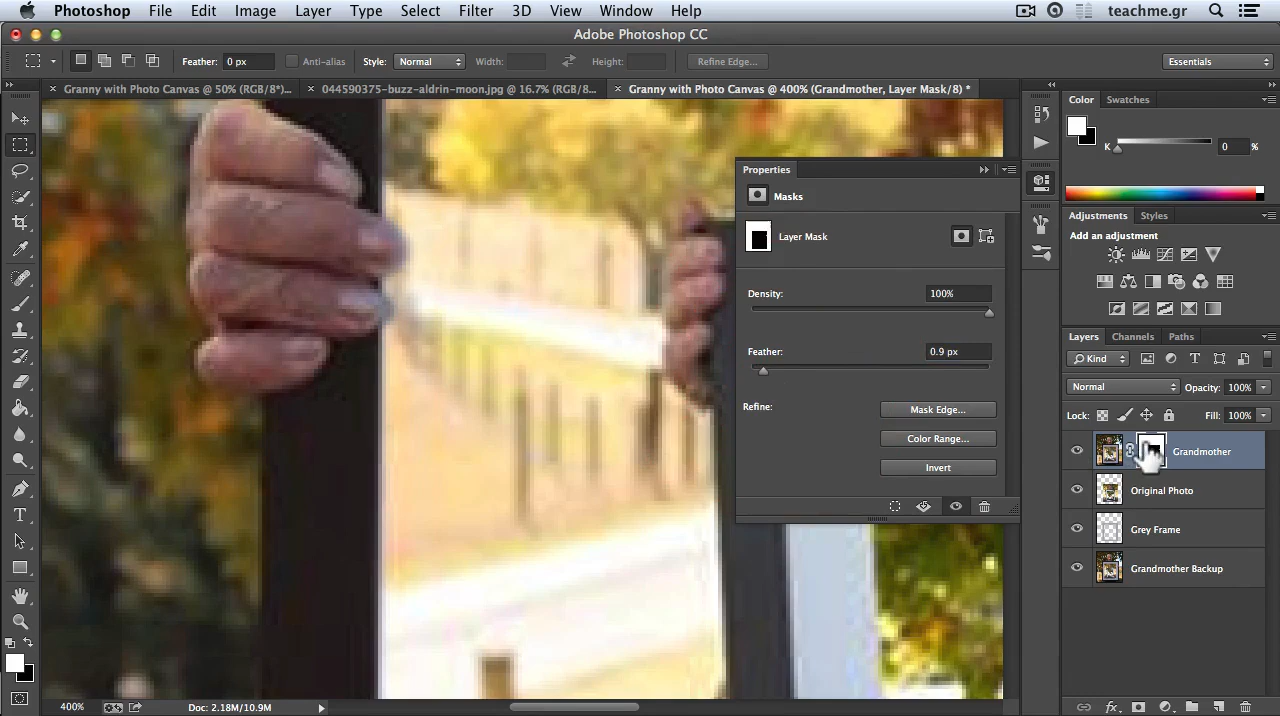 Photoshop File Edit Image Layer Type Select Filter 3D View Window Help teachme.gr
Adobe Photoshop CC
Feather: 0 px Anti-alias Style: Normal Width: Height: Refine Edge... Essentials
Granny with Photo Canvas @ 50% (RGB/8*)... 044590375-buzz-aldrin-moon.jpg @ 16.7% (RGB/8... Granny with Photo Canvas @ 400% (Grandmother, Layer Mask/8) *
Color Swatches
K 0 %
Properties
Masks
Layer Mask
Density: 100%
Feather: 0.9 px
Refine: Mask Edge...
Color Range...
Invert
Adjustments Styles
Add an adjustment
Layers Channels Paths
Kind
Normal Opacity: 100%
Lock: Fill: 100%
Grandmother
Original Photo
Grey Frame
Grandmother Backup
400% Doc: 2.18M/10.9M